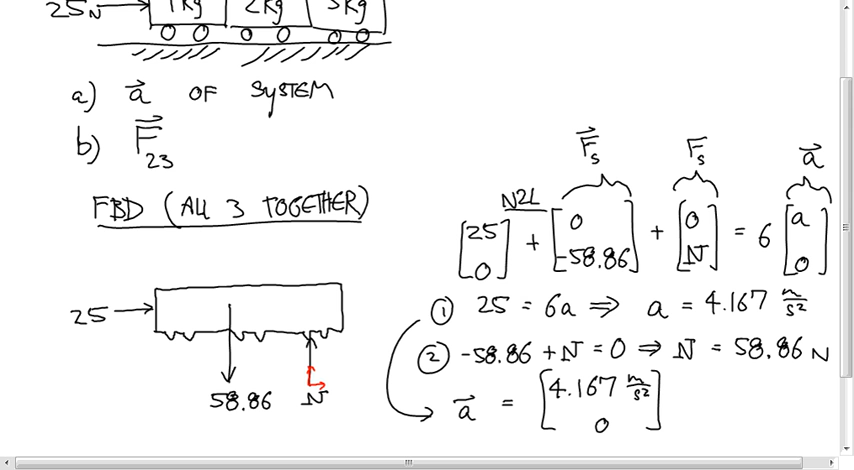 25N → 1Kg 2Kg 3Kg
a) a⃗ OF SYSTEM
b) F⃗23
FBD (ALL 3 TOGETHER)
25 →
58.86 N
F⃗s Fs a⃗
N2L
[25 0] + [0 -58.86] + [0 N] = 6 [a 0]
① 25 = 6a ⇒ a = 4.167 m/s²
② -58.86 + N = 0 ⇒ N = 58.86 N
a⃗ = [4.167 m/s² 0]